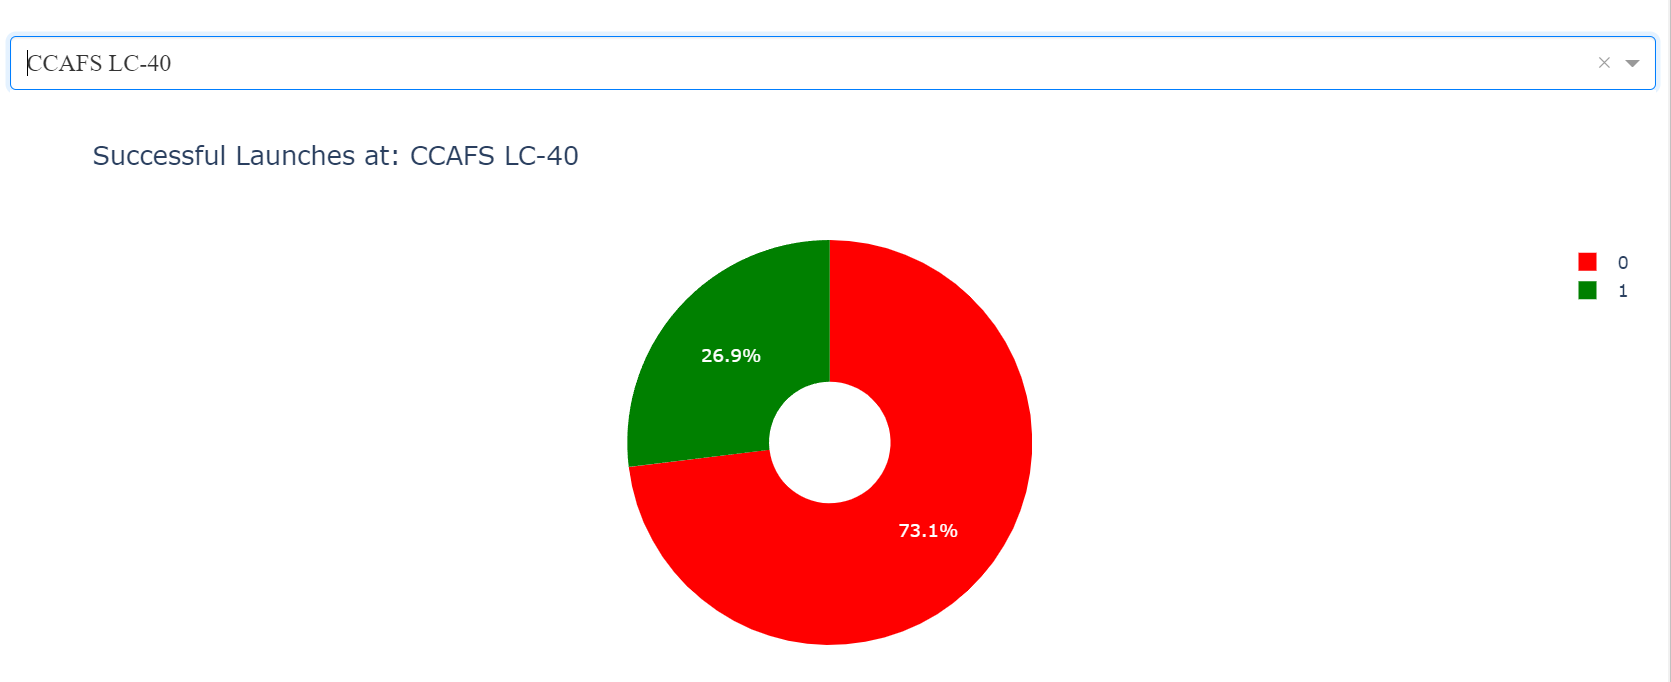 CCAFS LC-40
Successful Launches at: CCAFS LC-40
0
1
26.9%
73.1%